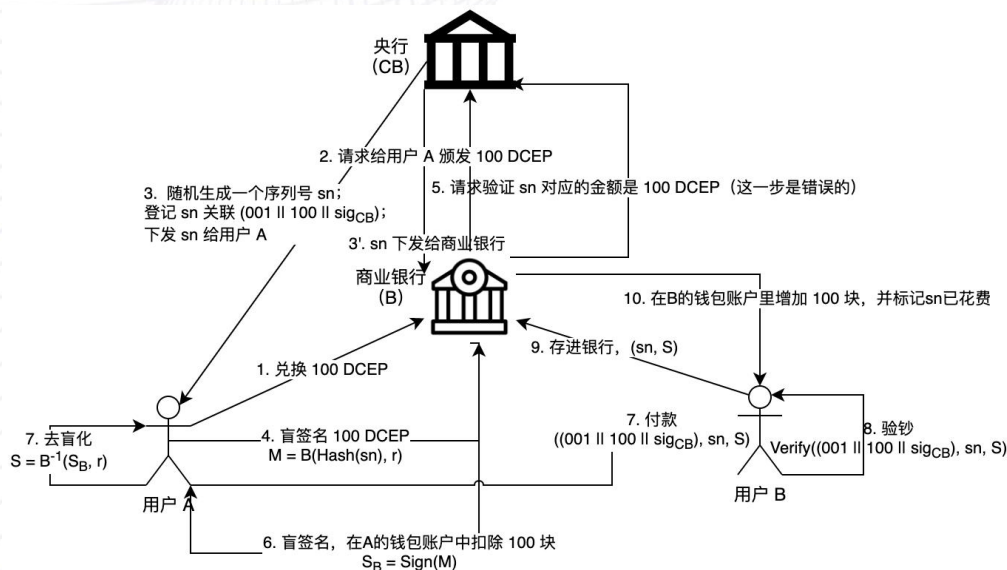 央行
（CB）
2. 请求给用户 A 颁发 100 DCEP
3. 随机生成一个序列号 sn；
登记 sn 关联 (001 || 100 || sigCB)；
下发 sn 给用户 A
5. 请求验证 sn 对应的金额是 100 DCEP（这一步是错误的）
3'. sn 下发给商业银行
商业银行
（B）
10. 在B的钱包账户里增加 100 块，并标记sn已花费
9. 存进银行，(sn, S)
1. 兑换 100 DCEP
7. 去盲化
S = B-1(SB, r)
4. 盲签名 100 DCEP
M = B(Hash(sn), r)
7. 付款
((001 || 100 || sigCB), sn, S)
8. 验钞
Verify((001 || 100 || sigCB), sn, S)
用户 A
用户 B
6. 盲签名，在A的钱包账户中扣除 100 块
SB = Sign(M)